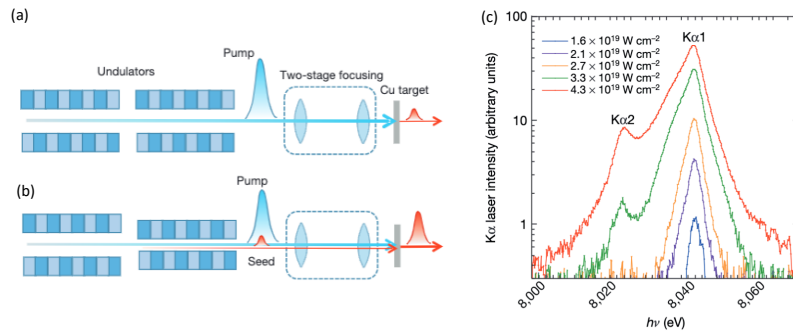 (a)
Undulators
Pump
Two-stage focusing
Cu target
(b)
Pump
Seed
(c)
Kα laser intensity (arbitrary units)
100
10
1
Kα1
Kα2
1.6 × 10¹⁹ W cm⁻²
2.1 × 10¹⁹ W cm⁻²
2.7 × 10¹⁹ W cm⁻²
3.3 × 10¹⁹ W cm⁻²
4.3 × 10¹⁹ W cm⁻²
8,000
8,020
8,040
8,060
hν (eV)